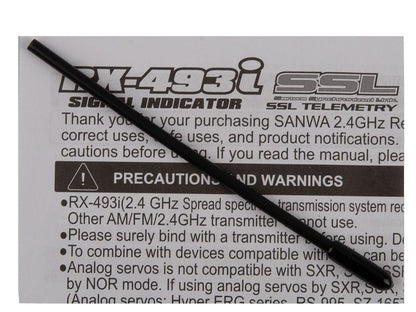 RX-493i SSL
SIGNAL INDICATOR SSL TELEMETRY
Thank you for your purchasing SANWA 2.4GHz
correct uses, safe uses, and product notifications.
cautions before using. If you read the manual, please
PRECAUTIONS AND WARNINGS
•RX-493i(2.4 GHz Spread spectrum transmission system
Other AM/FM/2.4GHz transmitter cannot use.
•Please surely bind with a transmitter before using.
•To combine with devices compatible with can be
•Analog servos is not compatible with SXR, S
by NOR mode. If using analog servos by SXR, SSR,
(Analog servos: Hyper ERG series, RS-995, SZ-